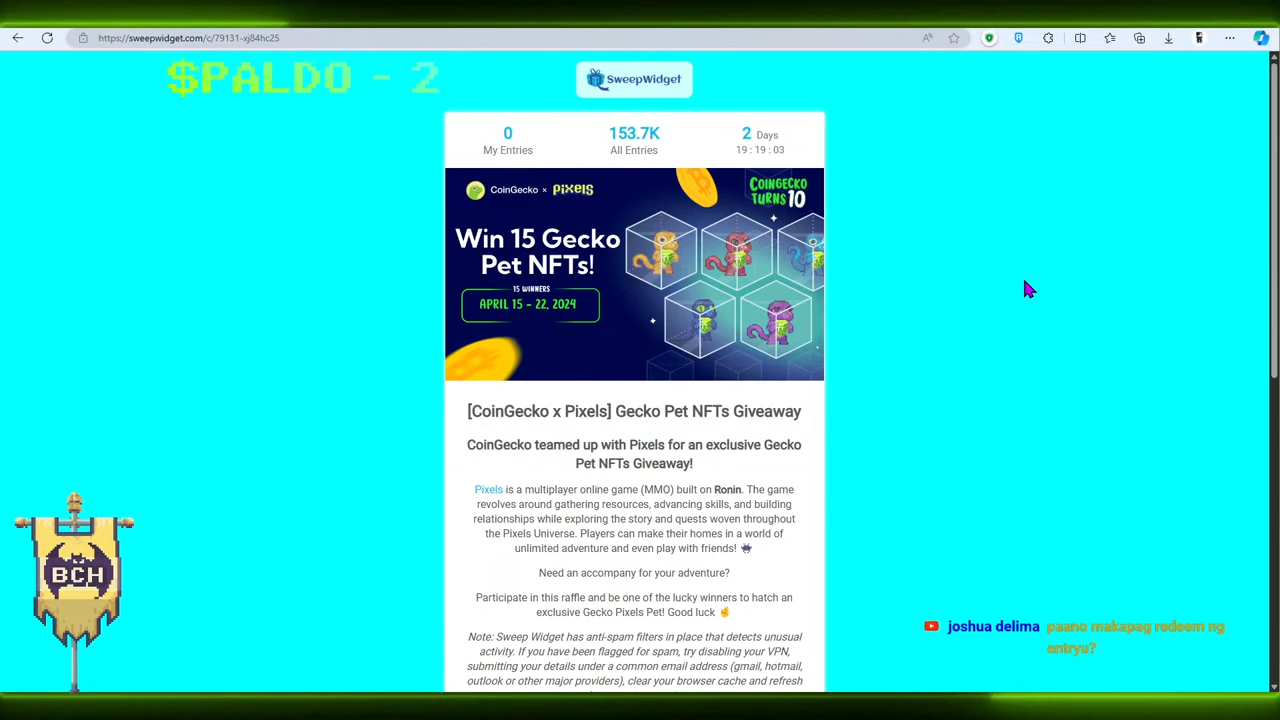 https://sweepwidget.com/c/79131-xj84hc25
$PALDO - 2
SweepWidget
0
My Entries
153.7K
All Entries
2 Days
19 : 19 : 03
CoinGecko × PIXELS
COINGECKO
TURNS 10
Win 15 Gecko
Pet NFTs!
15 WINNERS
APRIL 15 - 22, 2024
[CoinGecko x Pixels] Gecko Pet NFTs Giveaway
CoinGecko teamed up with Pixels for an exclusive Gecko
Pet NFTs Giveaway!
Pixels is a multiplayer online game (MMO) built on Ronin. The game
revolves around gathering resources, advancing skills, and building
relationships while exploring the story and quests woven throughout
the Pixels Universe. Players can make their homes in a world of
unlimited adventure and even play with friends! 👾
Need an accompany for your adventure?
Participate in this raffle and be one of the lucky winners to hatch an
exclusive Gecko Pixels Pet! Good luck 🤞
Note: Sweep Widget has anti-spam filters in place that detects unusual
activity. If you have been flagged for spam, try disabling your VPN,
submitting your details under a common email address (gmail, hotmail,
outlook or other major providers), clear your browser cache and refresh
BCH
joshua delima paano makapag redeem ng
entryu?